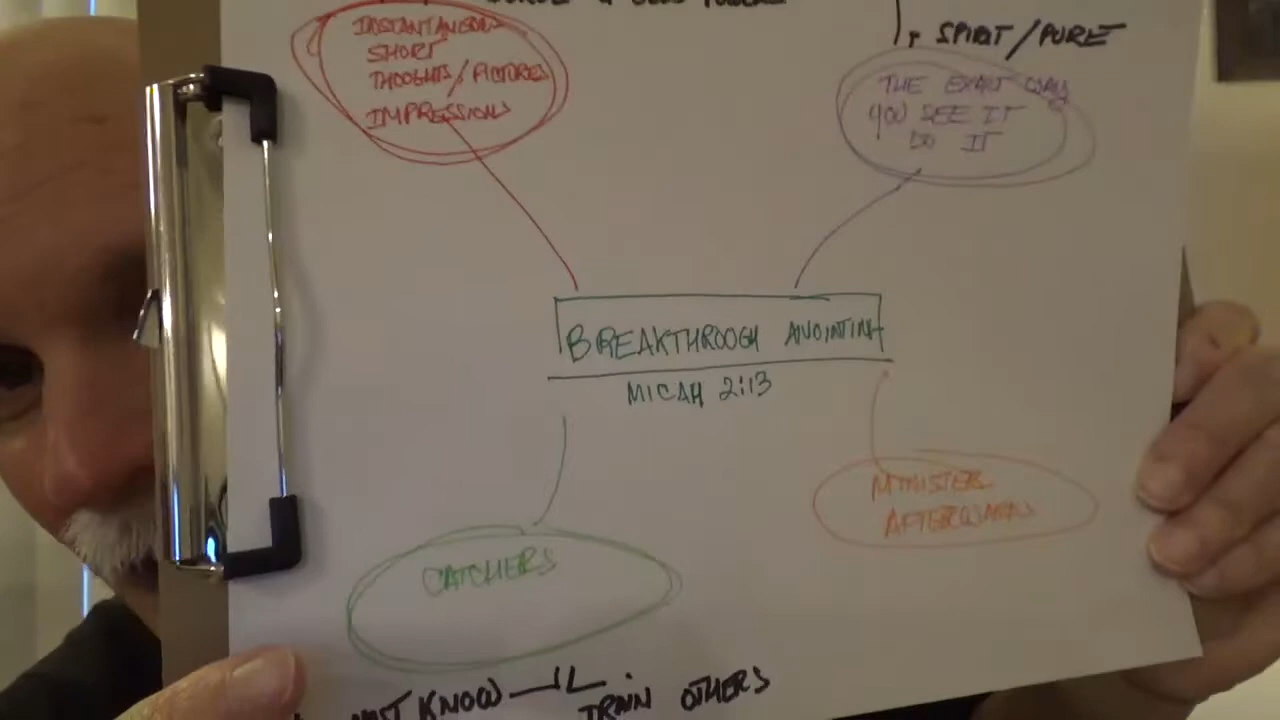 INSTANTANEOUS
SHORT
THOUGHTS/PICTURES
IMPRESSIONS
SPIRIT/PURE
THE EXACT WAY
YOU SEE IT
DO IT
BREAKTHROUGH ANOINTING
MICAH 2:13
MINISTER
AFTERWARDS
CATCHERS
KNOW
TRAIN OTHERS